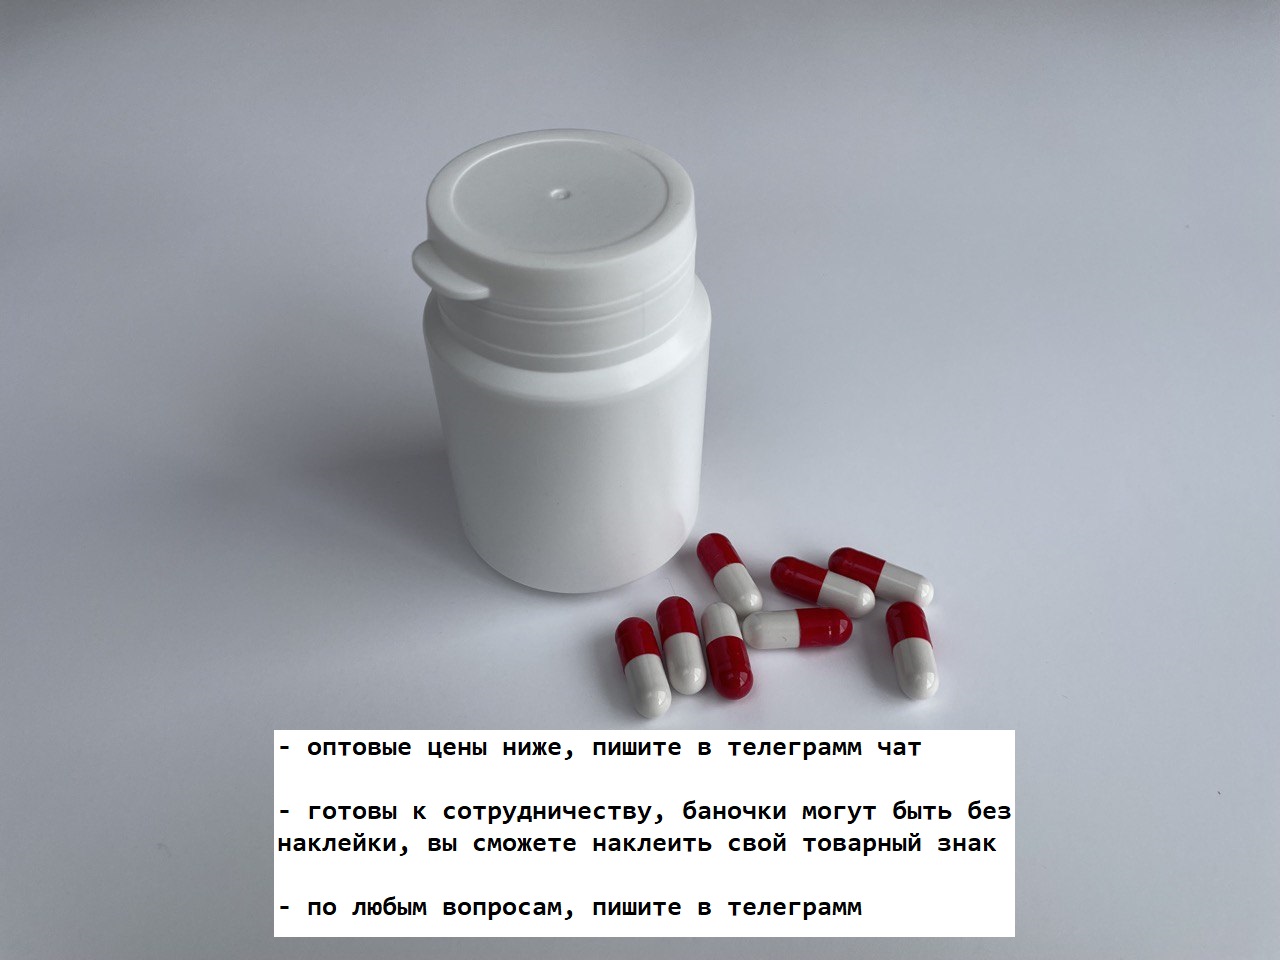 - оптовые цены ниже, пишите в телеграмм чат
- готовы к сотрудничеству, баночки могут быть без
наклейки, вы сможете наклеить свой товарный знак
- по любым вопросам, пишите в телеграмм